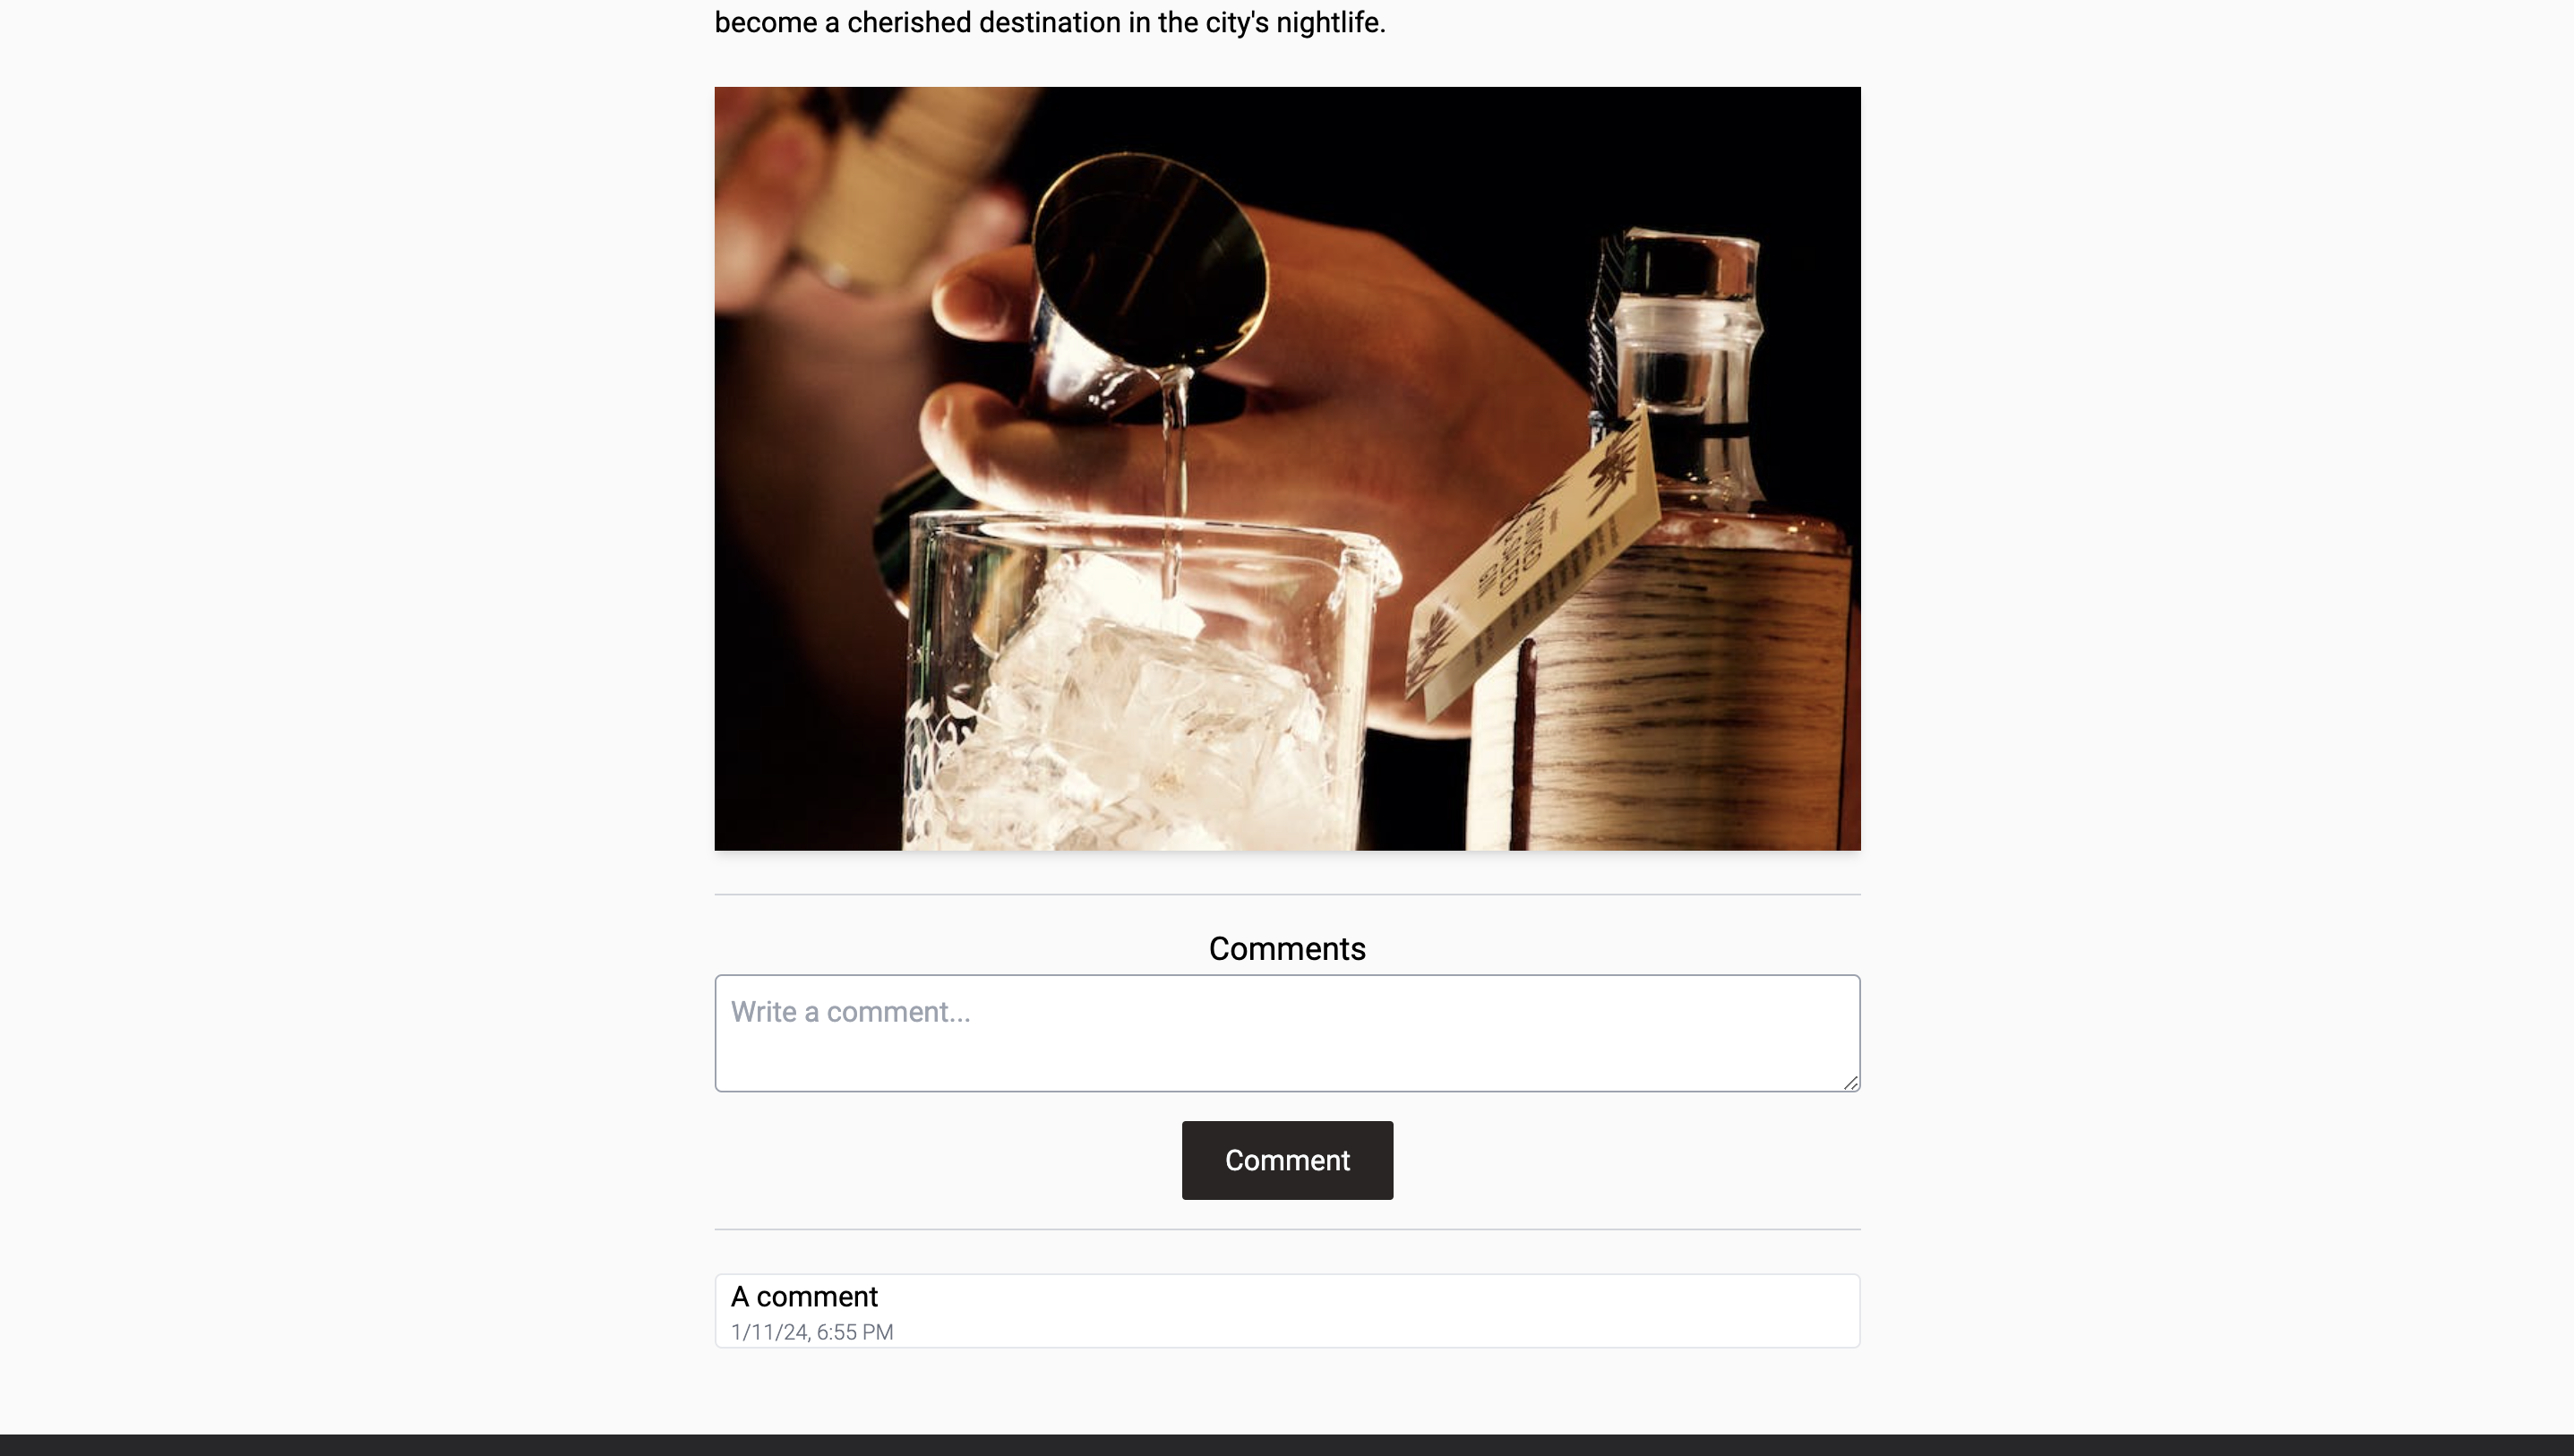 become a cherished destination in the city's nightlife.
Comments
Write a comment...
Comment
A comment
1/11/24, 6:55 PM